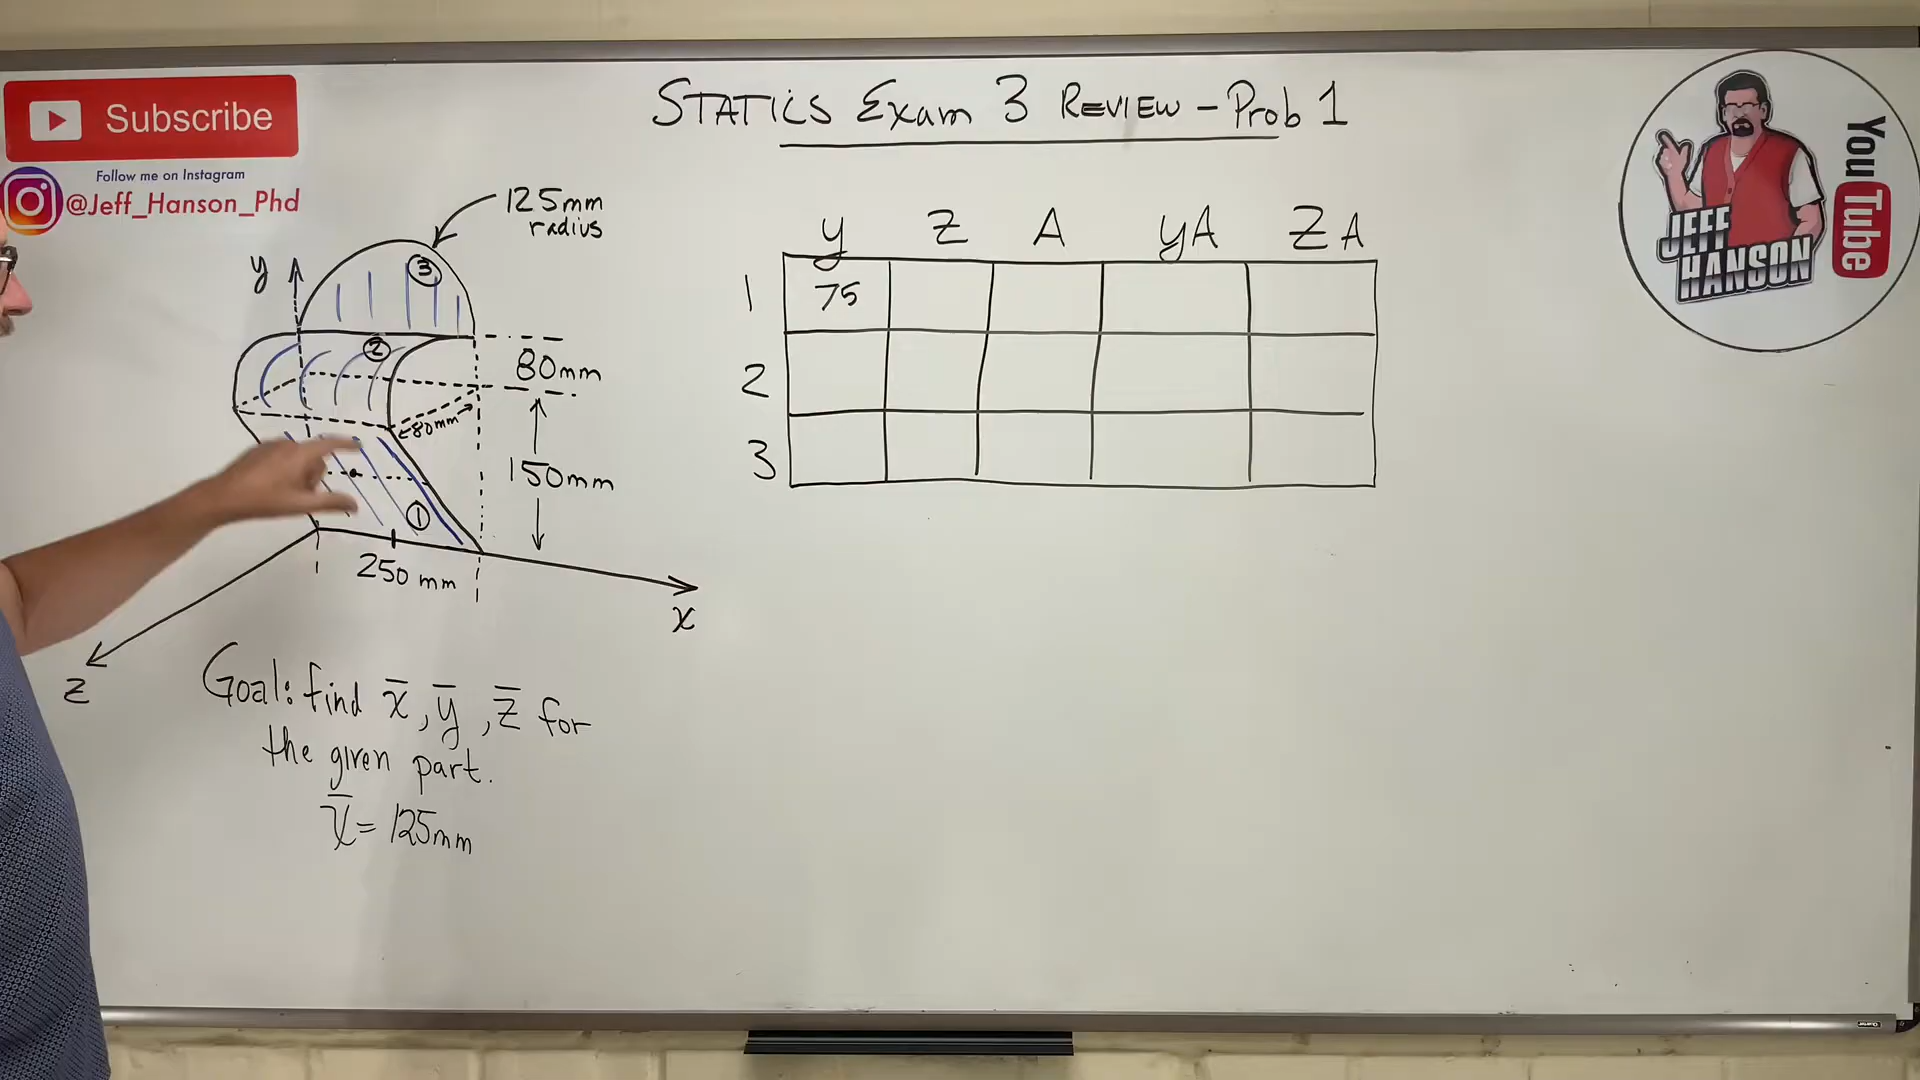 Subscribe
Follow me on Instagram
@Jeff_Hanson_Phd
STATICS Exam 3 REVIEW - Prob 1
YouTube
JEFF
HANSON
125mm
radius
y
3
2
80mm
80mm
150mm
1
250 mm
x
z
y z A yA zA
1 75
2
3
Goal: find x̄, ȳ, z̄ for
the given part.
x̄ = 125mm